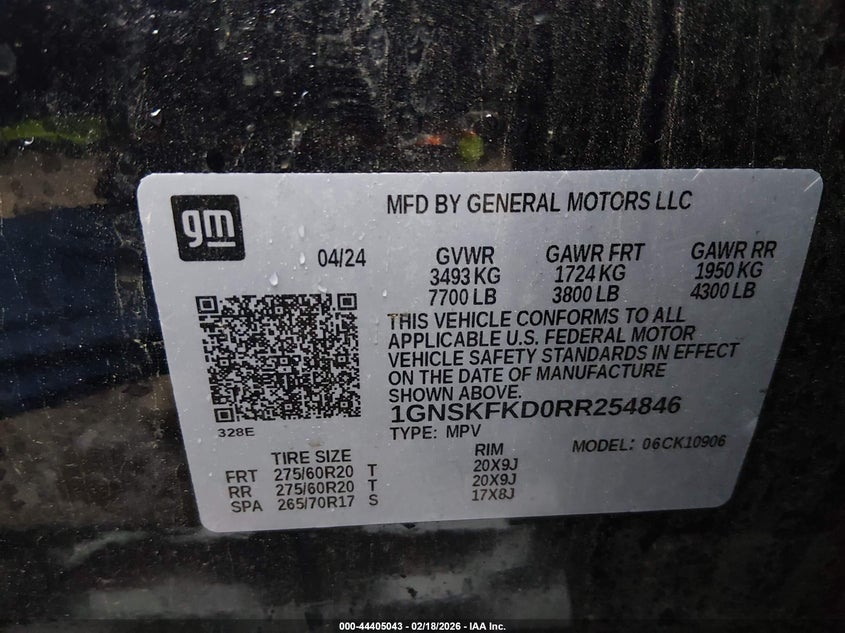 gm
MFD BY GENERAL MOTORS LLC
04/24
GVWR GAWR FRT GAWR RR
3493 KG 1724 KG 1950 KG
7700 LB 3800 LB 4300 LB
THIS VEHICLE CONFORMS TO ALL
APPLICABLE U.S. FEDERAL MOTOR
VEHICLE SAFETY STANDARDS IN EFFECT
ON THE DATE OF MANUFACTURE
SHOWN ABOVE.
1GNSKFKD0RR254846
328E
TYPE: MPV MODEL: 06CK10906
TIRE SIZE RIM
FRT 275/60R20 T 20X9J
RR 275/60R20 T 20X9J
SPA 265/70R17 S 17X8J
000-44405043 - 02/18/2026 - IAA Inc.